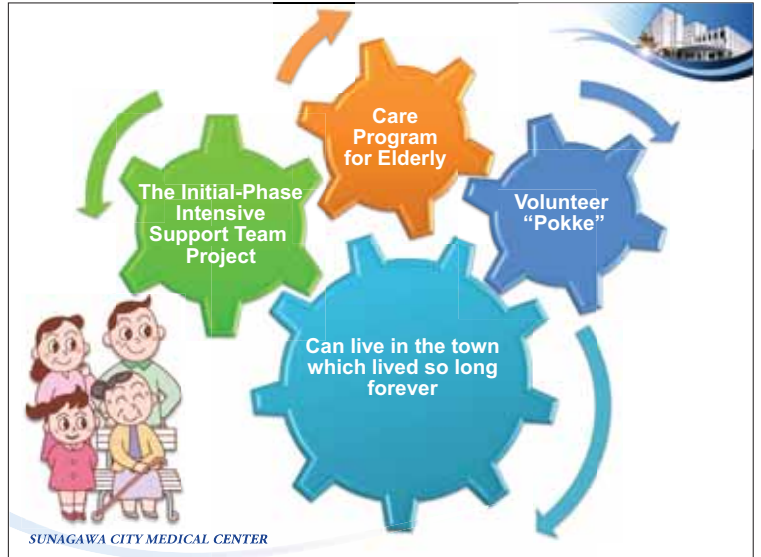 Care
Program
for Elderly
The Initial-Phase
Intensive
Support Team
Project
Volunteer
“Pokke”
Can live in the town
which lived so long
forever
SUNAGAWA CITY MEDICAL CENTER